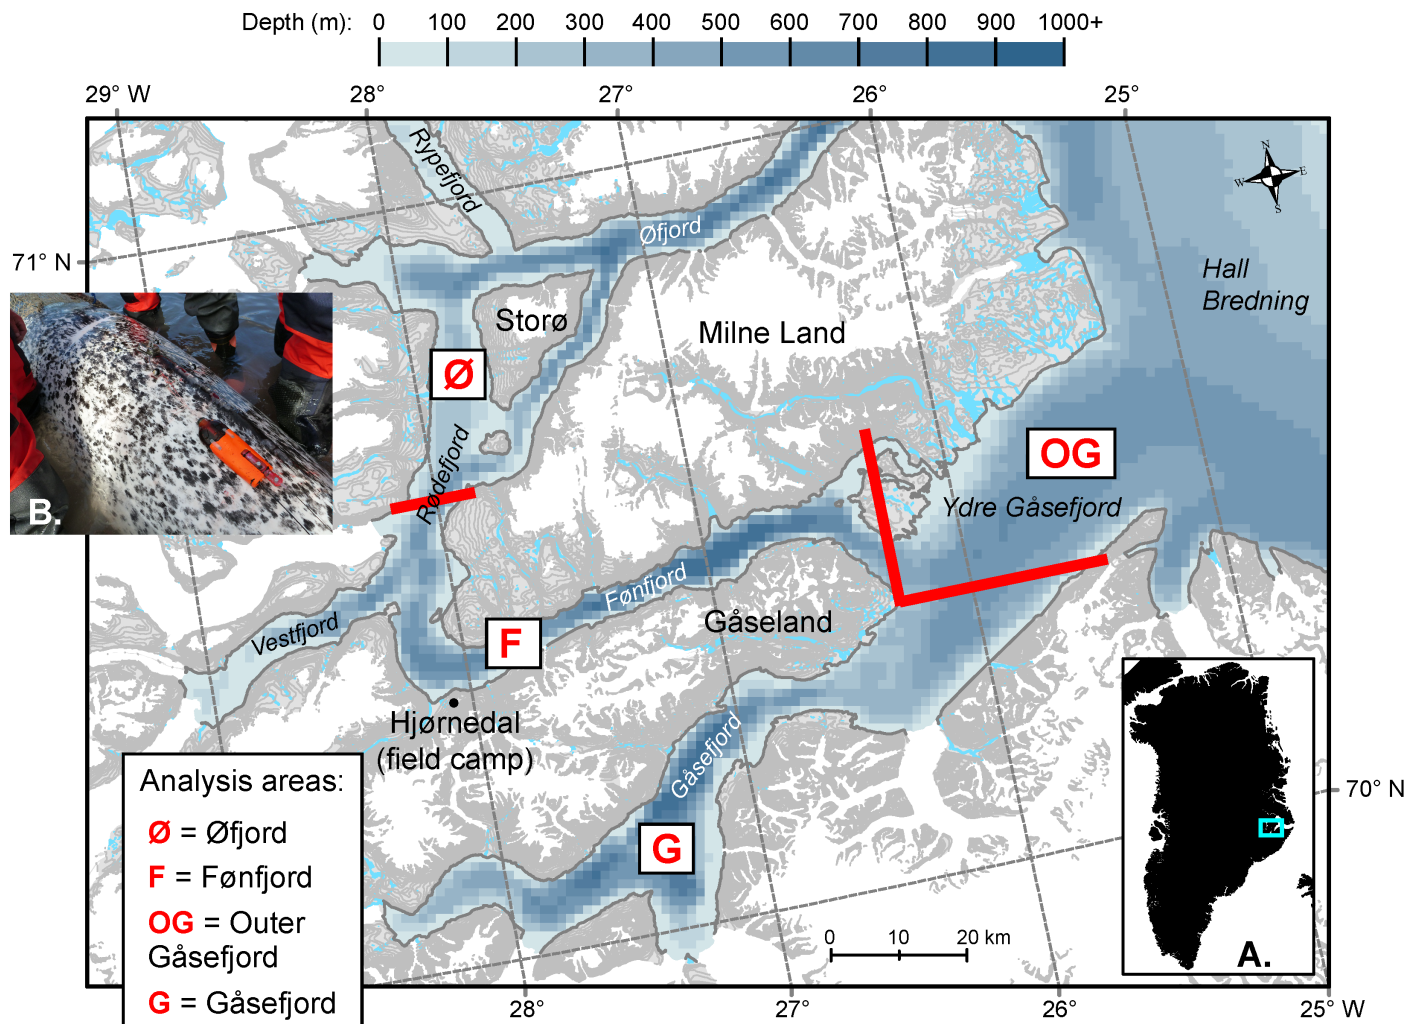 Depth (m): 0 100 200 300 400 500 600 700 800 900 1000+
29° W 28° 27° 26° 25°
Rypefjord
N
W E
S
Øfjord
71° N
Hall
Bredning
Storø
Milne Land
Ø
Rødefjord
OG
Ydre Gåsefjord
B.
Fønfjord
Vestfjord
Gåseland
F
Hjørnedal
(field camp)
Gåsefjord
70° N
Analysis areas:
Ø = Øfjord
F = Fønfjord
OG = Outer
Gåsefjord
G = Gåsefjord
G
0 10 20 km
A.
28° 27° 26° 25° W